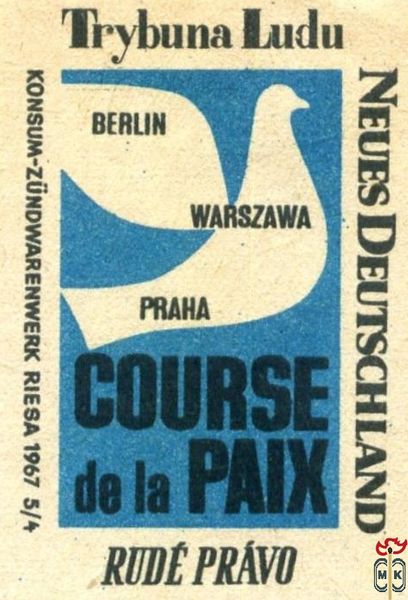 Trybuna Ludu
BERLIN
WARSZAWA
PRAHA
COURSE
de la PAIX
NEUES DEUTSCHLAND
RUDÉ PRÁVO
KONSUM-ZÜNDWARENWERK RIESA 1967 5/4
MK